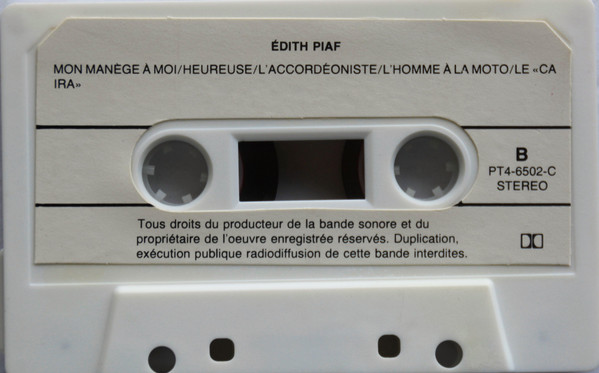 ÉDITH PIAF
MON MANÈGE À MOI/HEUREUSE/L'ACCORDÉONISTE/L'HOMME À LA MOTO/LE «CA
IRA»
B
PT4-6502-C
STEREO
Tous droits du producteur de la bande sonore et du
propriétaire de l'oeuvre enregistrée réservés. Duplication,
exécution publique radiodiffusion de cette bande interdites.